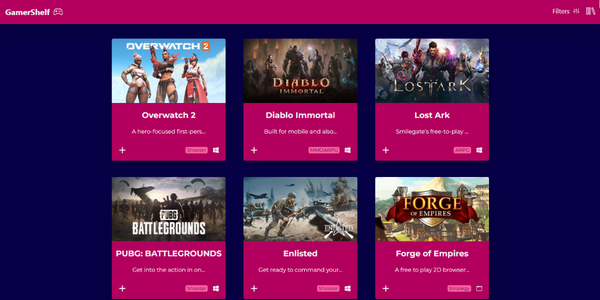 GamerShelf
Filters
OVERWATCH 2
DIABLO
IMMORTAL
LOST ARK
Overwatch 2
Diablo Immortal
Lost Ark
A hero-focused first-pers...
Built for mobile and also...
Smilegate's free-to-play ...
Shooter
MMOARPG
ARPG
PUBG
BATTLEGROUNDS
ENLISTED
FORGE
OF EMPIRES
PUBG: BATTLEGROUNDS
Enlisted
Forge of Empires
Get into the action in on...
Get ready to command your...
A free to play 2D browser...
Shooter
Shooter
Strategy